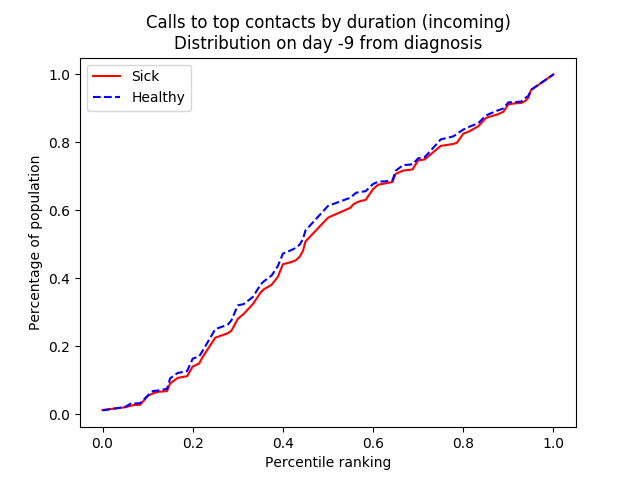 Calls to top contacts by duration (incoming)
Distribution on day -9 from diagnosis
Sick
Healthy
Percentage of population
1.0
0.8
0.6
0.4
0.2
0.0
0.0 0.2 0.4 0.6 0.8 1.0
Percentile ranking